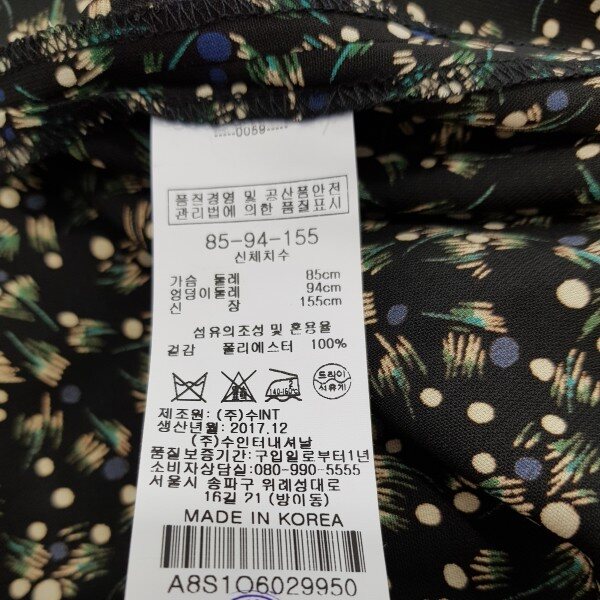 0059
품질경영 및 공산품안전
관리법에 의한 품질표시
85-94-155
신체치수
가슴 둘레 85cm
엉덩이둘레 94cm
신 장 155cm
섬유의조성 및 혼용율
겉감 폴리에스터 100%
드라이
제조원: (주)수INT
생산년월: 2017.12
(주)수인터내셔날
품질보증기간: 구입일로부터1년
소비자상담실: 080-990-5555
서울시 송파구 위례성대로
16길 21 (방이동)
MADE IN KOREA
A8S1O6029950